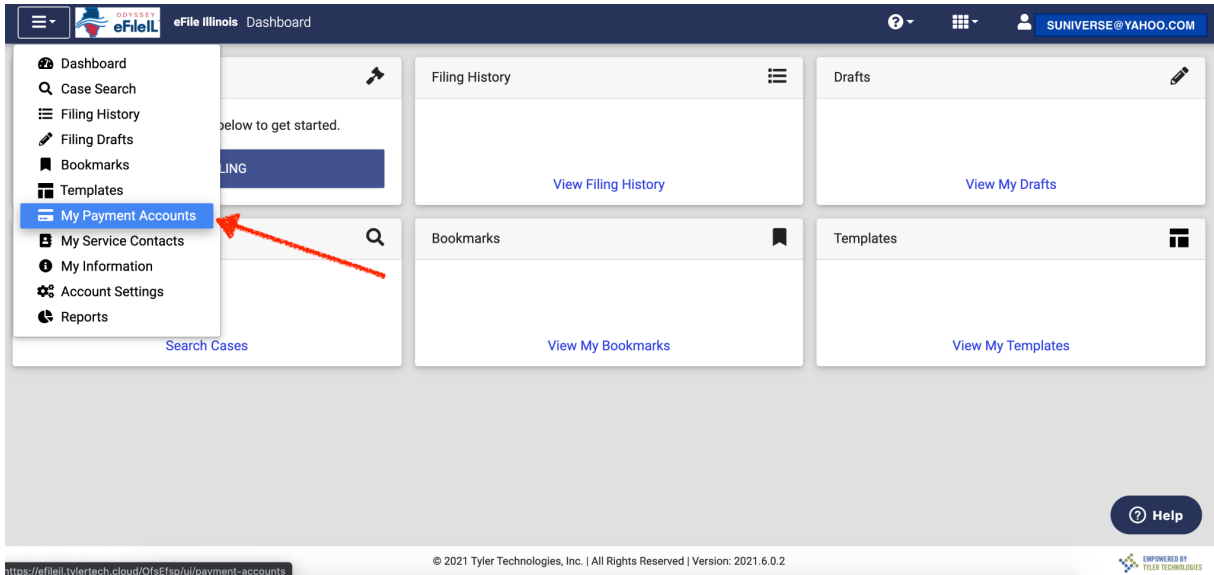 ODYSSEY
eFileIL
eFile Illinois Dashboard
SUNIVERSE@YAHOO.COM
Dashboard
Case Search
Filing History
Filing Drafts
Bookmarks
Templates
My Payment Accounts
My Service Contacts
My Information
Account Settings
Reports
below to get started.
LING
Search Cases
Filing History
View Filing History
Drafts
View My Drafts
Bookmarks
View My Bookmarks
Templates
View My Templates
Help
© 2021 Tyler Technologies, Inc. | All Rights Reserved | Version: 2021.6.0.2
EMPOWERED BY
TYLER TECHNOLOGIES
https://efileil.tylertech.cloud/OfsEfsp/ui/payment-accounts